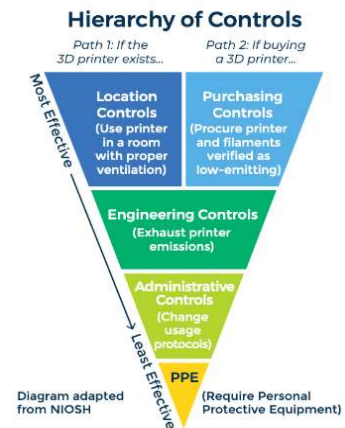 Hierarchy of Controls
Path 1: If the
3D printer exists...
Path 2: If buying
a 3D printer...
Most Effective
Least Effective
Location
Controls
(Use printer
in a room
with proper
ventilation)
Purchasing
Controls
(Procure printer
and filaments
verified as
low-emitting)
Engineering Controls
(Exhaust printer
emissions)
Administrative
Controls
(Change
usage
protocols)
PPE
(Require Personal
Protective Equipment)
Diagram adapted
from NIOSH